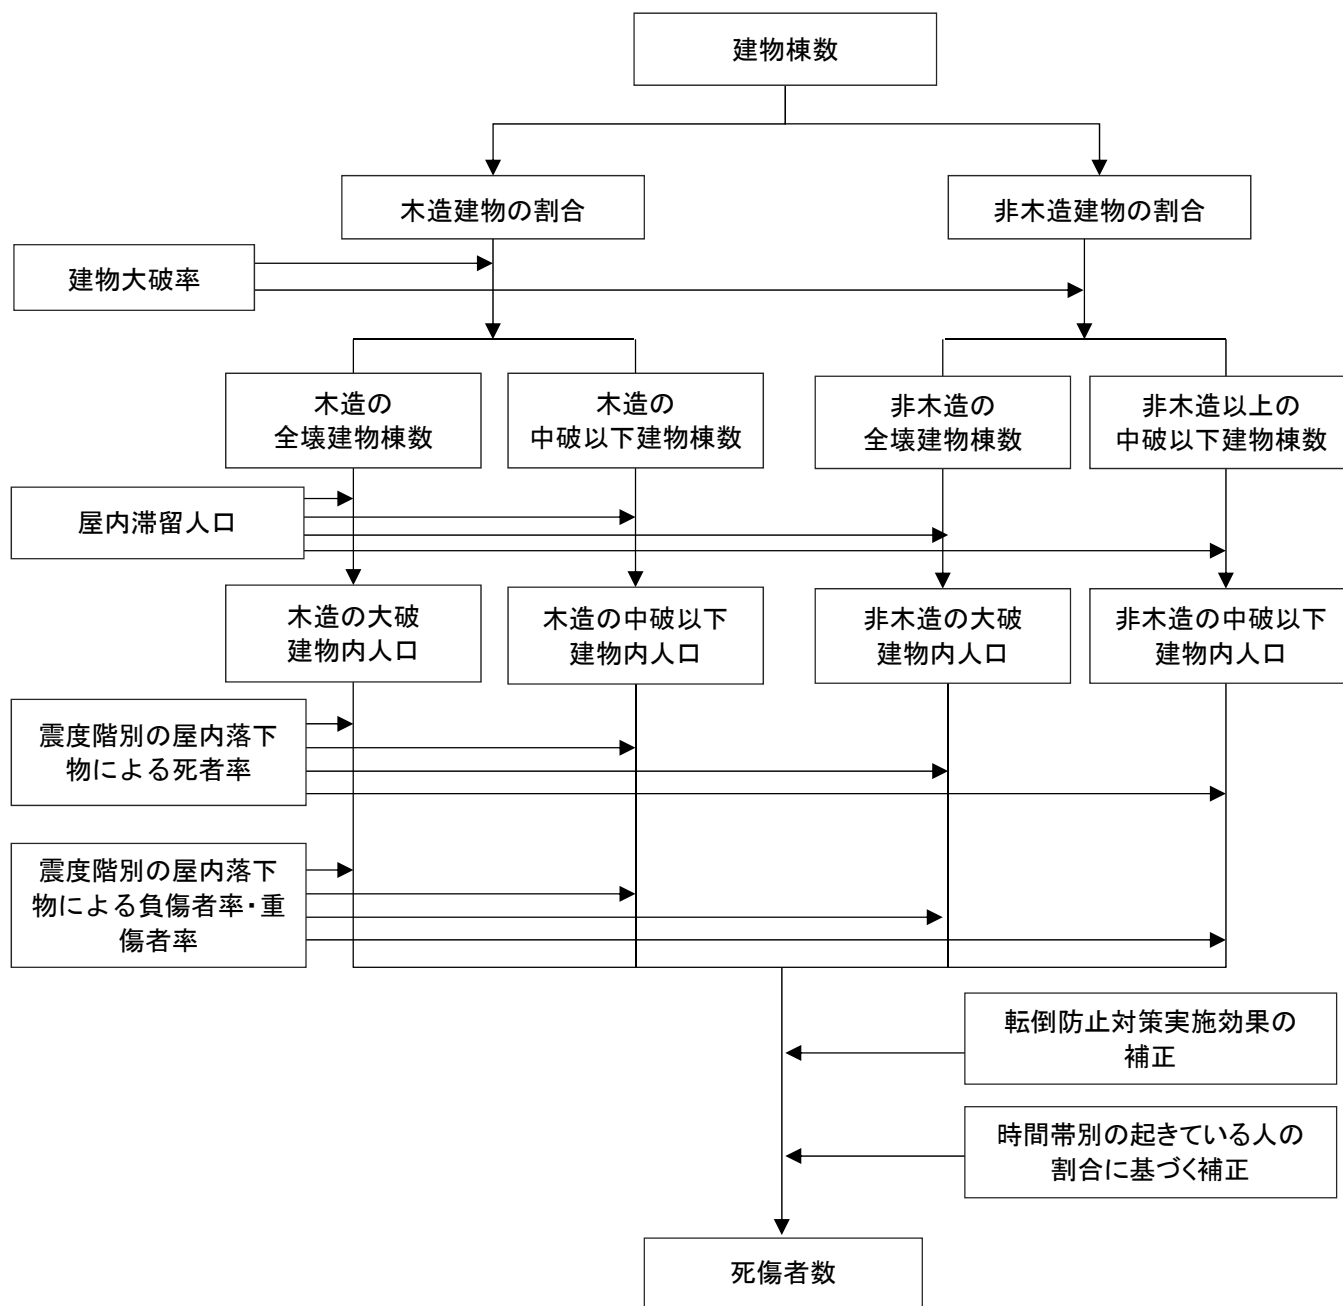 建物棟数
木造建物の割合
非木造建物の割合
建物大破率
木造の
全壊建物棟数
木造の
中破以下建物棟数
非木造の
全壊建物棟数
非木造以上の
中破以下建物棟数
屋内滞留人口
木造の大破
建物内人口
木造の中破以下
建物内人口
非木造の大破
建物内人口
非木造の中破以下
建物内人口
震度階別の屋内落下
物による死者率
震度階別の屋内落下
物による負傷者率・重
傷者率
転倒防止対策実施効果の
補正
時間帯別の起きている人の
割合に基づく補正
死傷者数